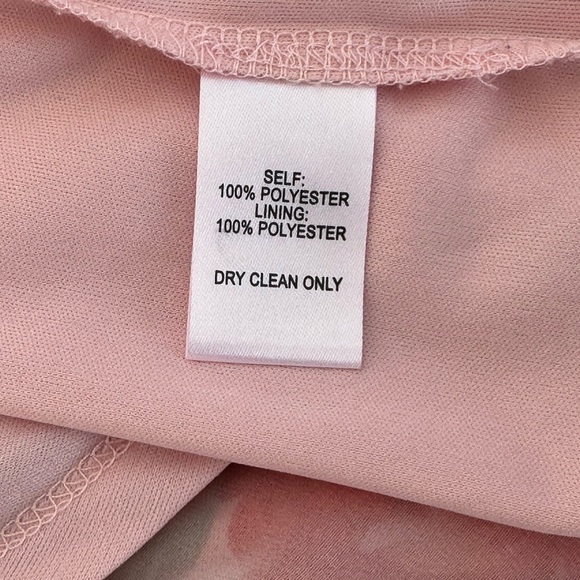 SELF:
100% POLYESTER
LINING:
100% POLYESTER
DRY CLEAN ONLY